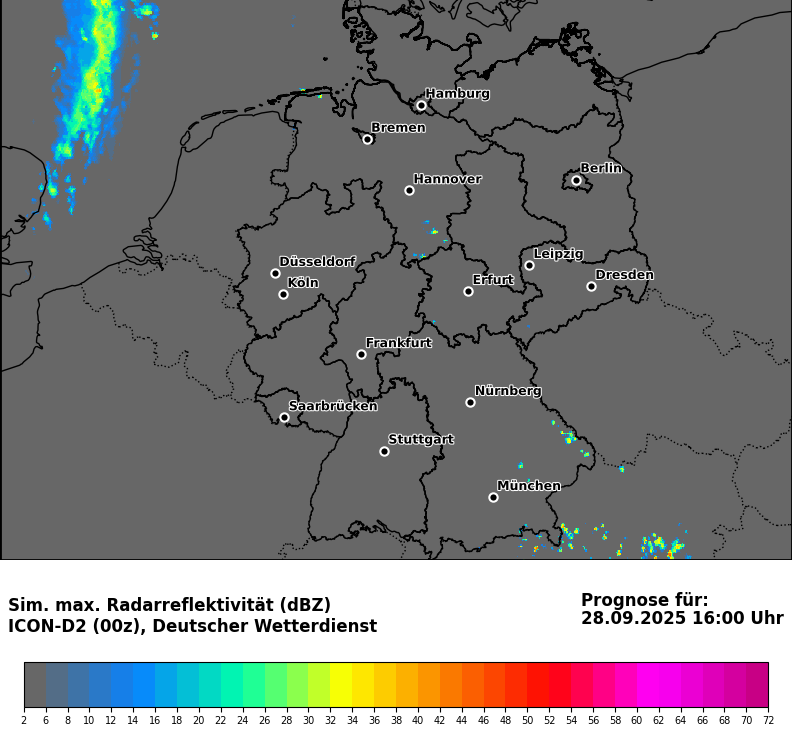 Hamburg
Bremen
Berlin
Hannover
Leipzig
Düsseldorf
Dresden
Köln
Erfurt
Frankfurt
Nürnberg
Saarbrücken
Stuttgart
München
Sim. max. Radarreflektivität (dBZ)
ICON-D2 (00z), Deutscher Wetterdienst
Prognose für:
28.09.2025 16:00 Uhr
2 6 8 10 12 14 16 18 20 22 24 26 28 30 32 34 36 38 40 42 44 46 48 50 52 54 56 58 60 62 64 66 68 70 72